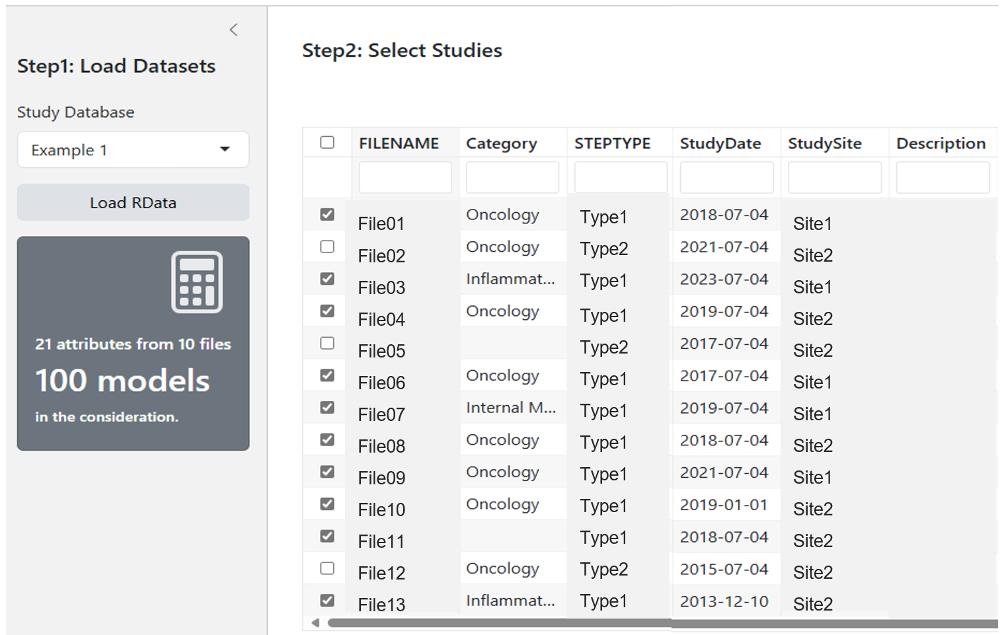 Step1: Load Datasets
Study Database
Example 1
Load RData
21 attributes from 10 files
100 models
in the consideration.
Step2: Select Studies
FILENAME Category STEPTYPE StudyDate StudySite Description
File01 Oncology Type1 2018-07-04 Site1
File02 Oncology Type2 2021-07-04 Site2
File03 Inflammat... Type1 2023-07-04 Site1
File04 Oncology Type1 2019-07-04 Site2
File05 Type2 2017-07-04 Site2
File06 Oncology Type1 2017-07-04 Site1
File07 Internal M... Type1 2019-07-04 Site1
File08 Oncology Type1 2018-07-04 Site2
File09 Oncology Type1 2021-07-04 Site1
File10 Oncology Type1 2019-01-01 Site2
File11 Type1 2018-07-04 Site2
File12 Oncology Type2 2015-07-04 Site2
File13 Inflammat... Type1 2013-12-10 Site2